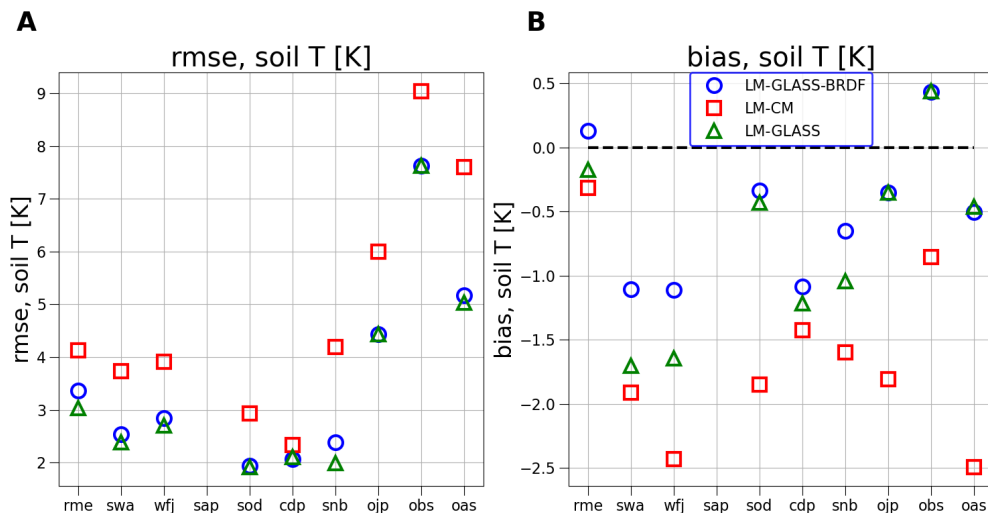 A
rmse, soil T [K]
rmse, soil T [K]
9
8
7
6
5
4
3
2
rme swa wfj sap sod cdp snb ojp obs oas
B
bias, soil T [K]
bias, soil T [K]
LM-GLASS-BRDF
LM-CM
LM-GLASS
0.5
0.0
−0.5
−1.0
−1.5
−2.0
−2.5
rme swa wfj sap sod cdp snb ojp obs oas